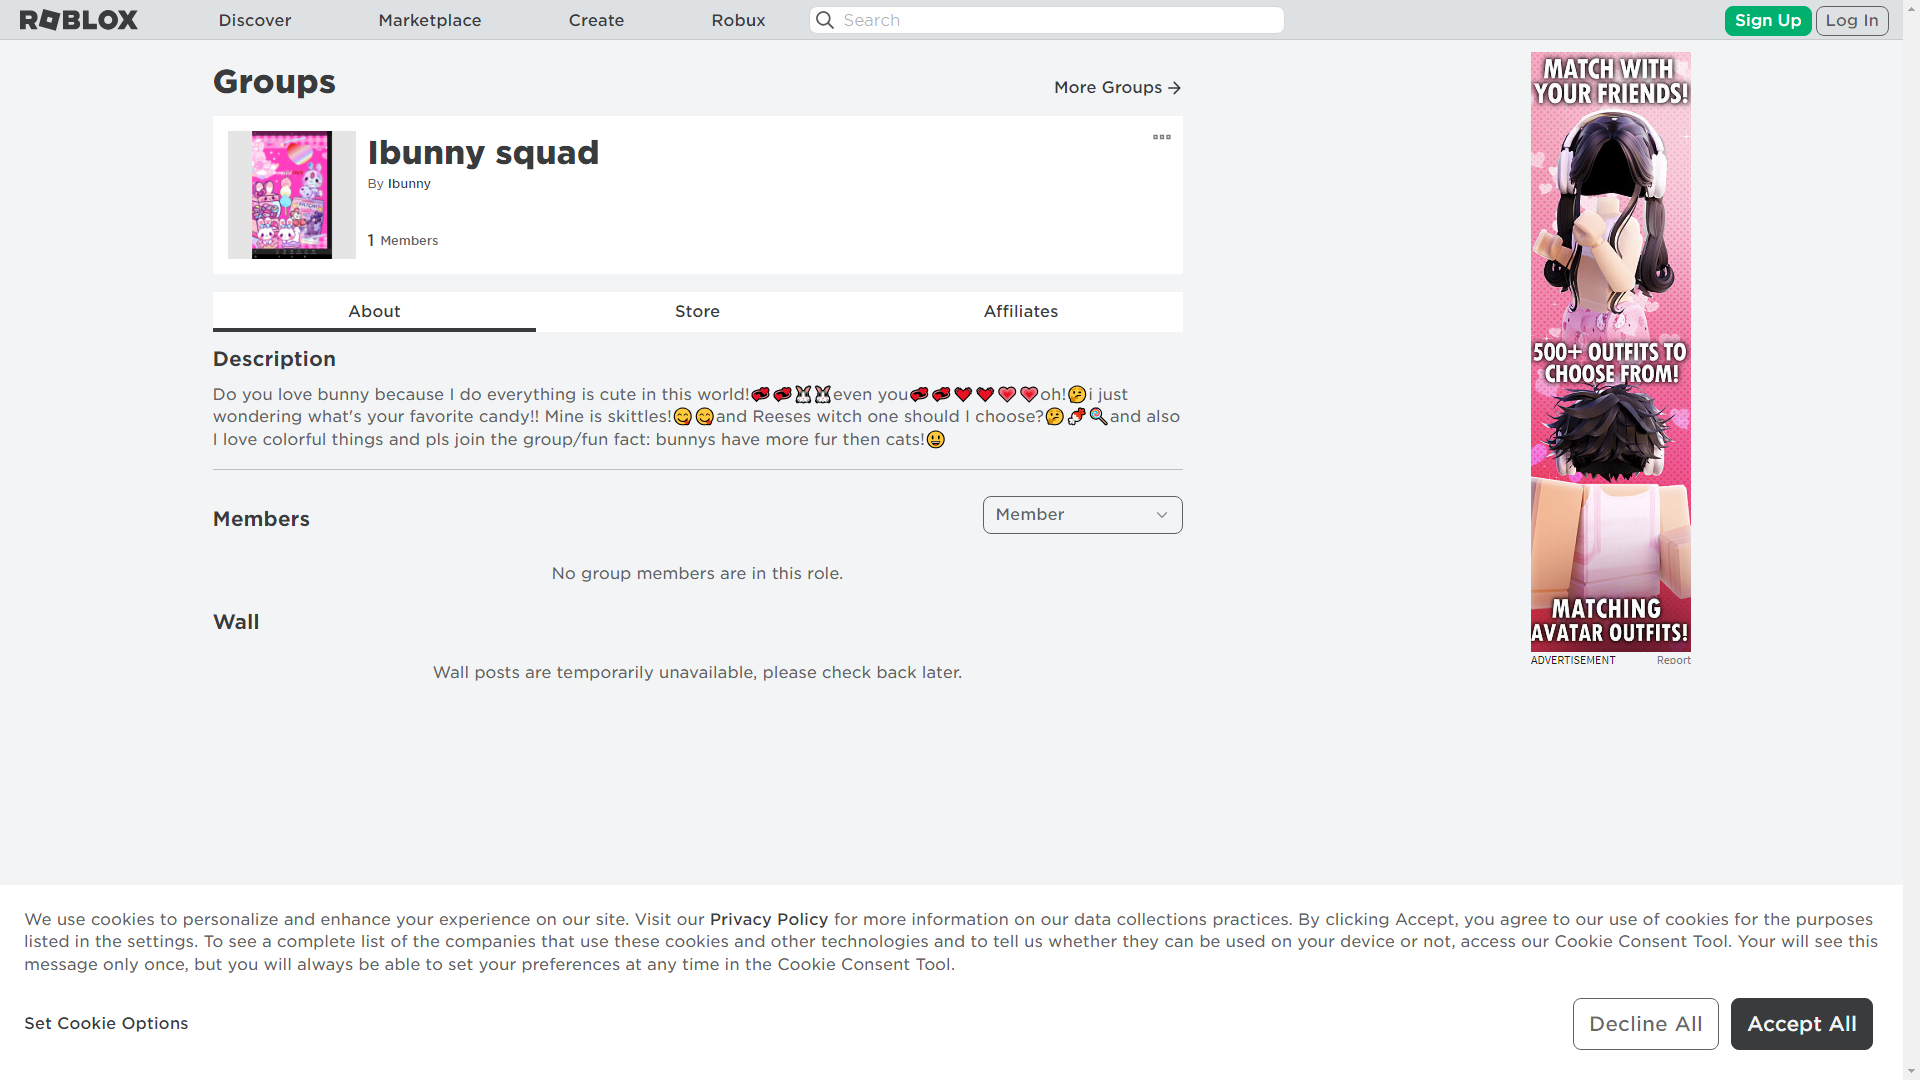 ROBLOX Discover Marketplace Create Robux Search Sign Up Log In
Groups
More Groups →
Ibunny squad
By Ibunny
1 Members
About Store Affiliates
Description
Do you love bunny because I do everything is cute in this world!💞💞🐰🐰even you💞💞❤️❤️💗💗oh!🤔i just
wondering what's your favorite candy!! Mine is skittles!😋😋and Reeses witch one should I choose?🤔🍬🍭and also
I love colorful things and pls join the group/fun fact: bunnys have more fur then cats!😃
Members
Member
No group members are in this role.
Wall
Wall posts are temporarily unavailable, please check back later.
MATCH WITH
YOUR FRIENDS!
500+ OUTFITS TO
CHOOSE FROM!
MATCHING
AVATAR OUTFITS!
ADVERTISEMENT Report
We use cookies to personalize and enhance your experience on our site. Visit our Privacy Policy for more information on our data collections practices. By clicking Accept, you agree to our use of cookies for the purposes
listed in the settings. To see a complete list of the companies that use these cookies and other technologies and to tell us whether they can be used on your device or not, access our Cookie Consent Tool. Your will see this
message only once, but you will always be able to set your preferences at any time in the Cookie Consent Tool.
Set Cookie Options
Decline All
Accept All